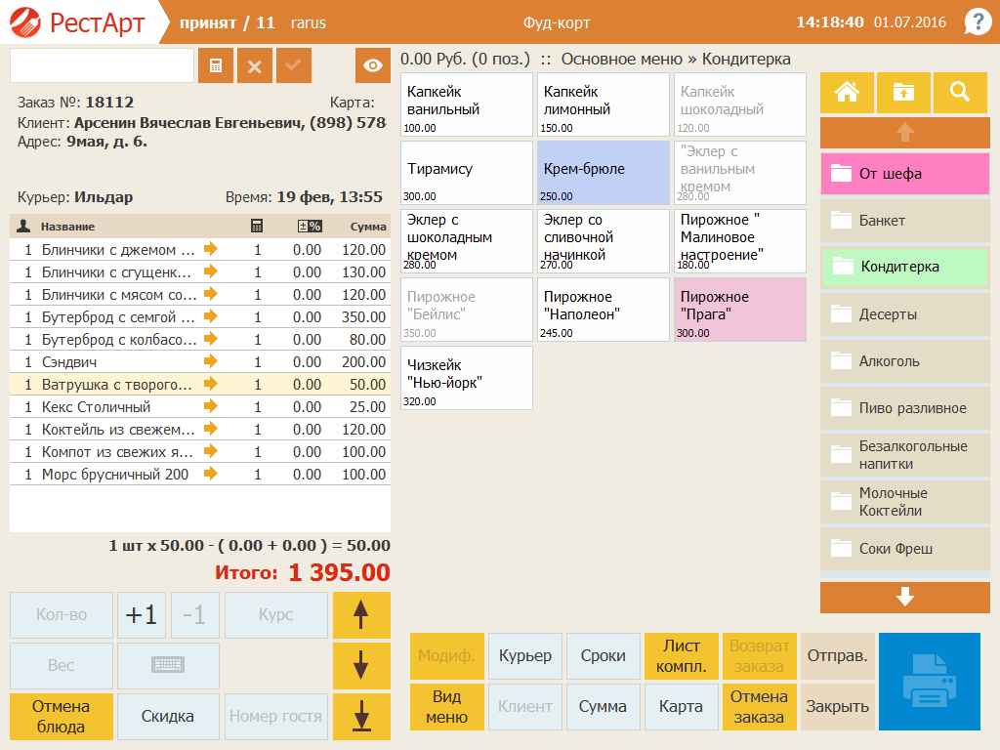 РестАрт
принят / 11 rarus
Фуд-корт
14:18:40 01.07.2016
?
0.00 Руб. (0 поз.) :: Основное меню » Кондитерка
Заказ №: 18112 Карта:
Клиент: Арсенин Вячеслав Евгеньевич, (898) 578
Адрес: 9мая, д. 6.
Курьер: Ильдар Время: 19 фев, 13:55
Название ±% Сумма
1 Блинчики с джемом ... 1 0.00 120.00
1 Блинчики с сгущенк... 1 0.00 130.00
1 Блинчики с мясом со... 1 0.00 120.00
1 Бутерброд с семгой ... 1 0.00 350.00
1 Бутерброд с колбасо... 1 0.00 80.00
1 Сэндвич 1 0.00 200.00
1 Ватрушка с творого... 1 0.00 50.00
1 Кекс Столичный 1 0.00 25.00
1 Коктейль из свежем... 1 0.00 120.00
1 Компот из свежих я... 1 0.00 100.00
1 Морс брусничный 200 1 0.00 100.00
1 шт x 50.00 - ( 0.00 + 0.00 ) = 50.00
Итого: 1 395.00
Кол-во
+1
-1
Курс
Вес
Отмена
блюда
Скидка
Номер гостя
Капкейк
ванильный
100.00
Капкейк
лимонный
150.00
Капкейк
шоколадный
120.00
Тирамису
300.00
Крем-брюле
250.00
"Эклер с
ванильным
кремом
280.00
Эклер с
шоколадным
кремом
280.00
Эклер со
сливочной
начинкой
270.00
Пирожное "
Малиновое
настроение"
180.00
Пирожное
"Бейлис"
350.00
Пирожное
"Наполеон"
245.00
Пирожное
"Прага"
300.00
Чизкейк
"Нью-йорк"
320.00
От шефа
Банкет
Кондитерка
Десерты
Алкоголь
Пиво разливное
Безалкогольные
напитки
Молочные
Коктейли
Соки Фреш
Модиф.
Курьер
Сроки
Лист
компл.
Возврат
заказа
Отправ.
Вид
меню
Клиент
Сумма
Карта
Отмена
заказа
Закрыть